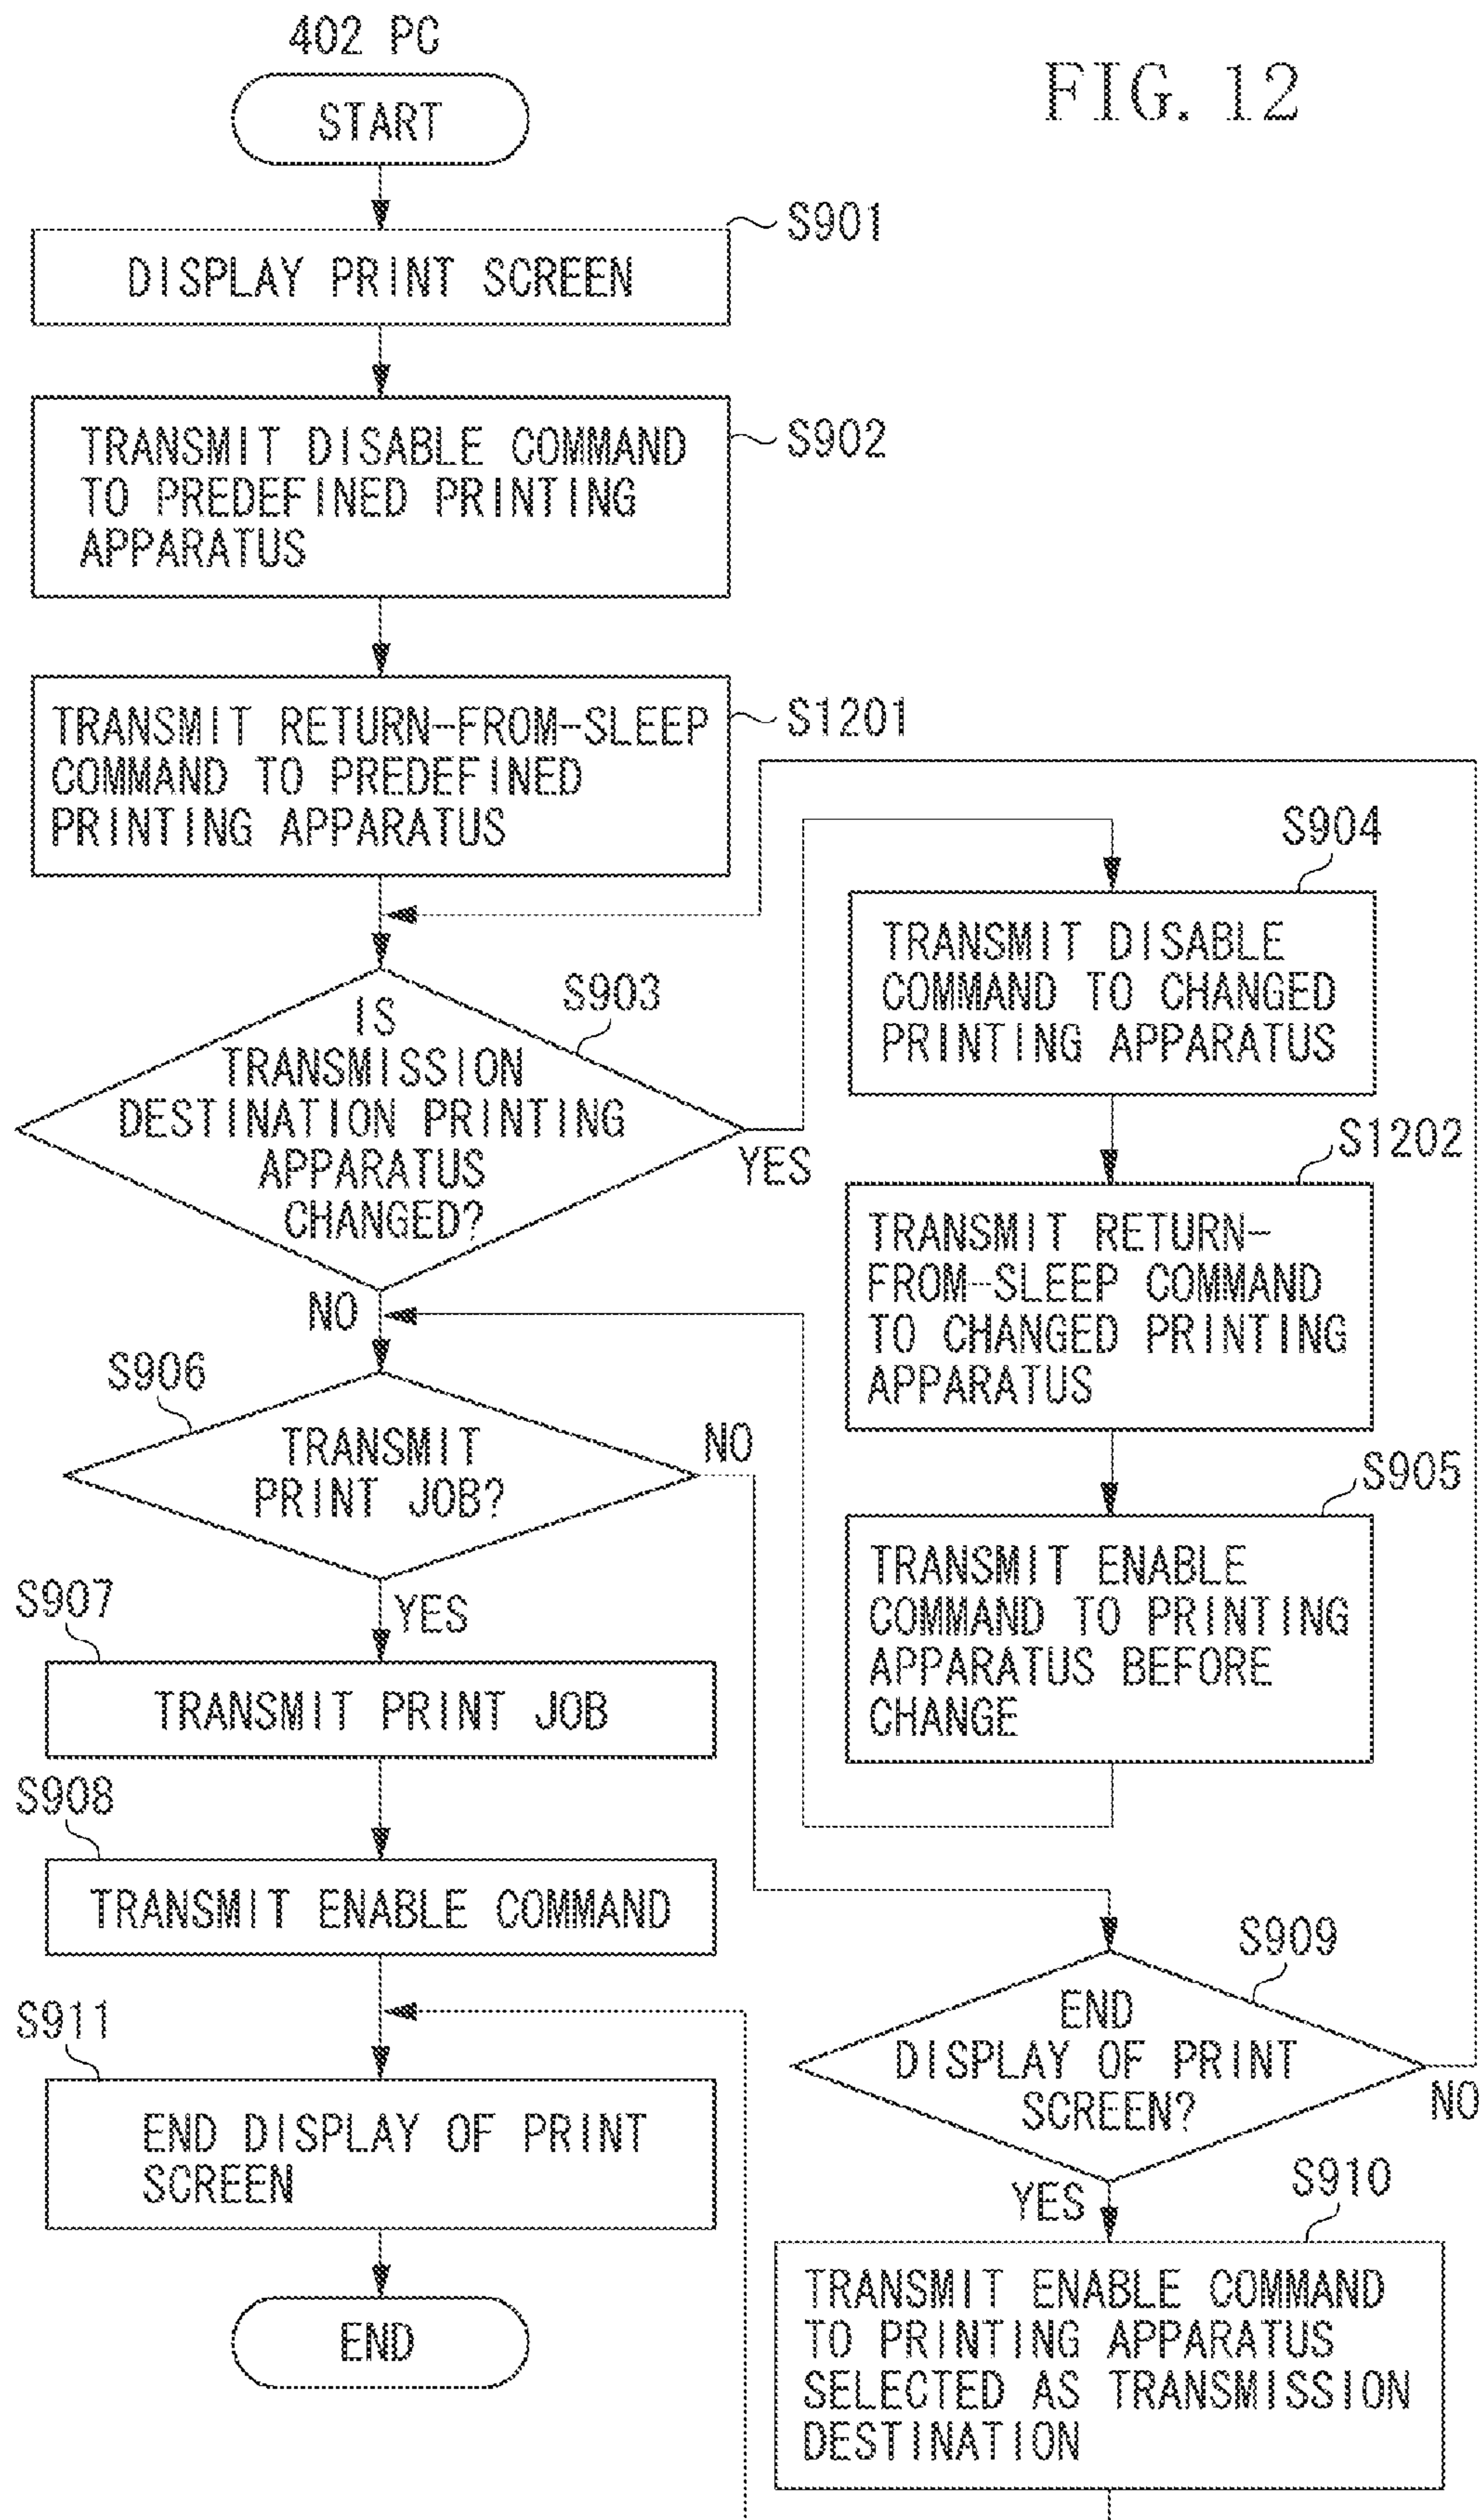 402 PC
FIG. 12
START
S901
DISPLAY PRINT SCREEN
S902
TRANSMIT DISABLE COMMAND
TO PREDEFINED PRINTING
APPARATUS
S1201
TRANSMIT RETURN-FROM-SLEEP
COMMAND TO PREDEFINED
PRINTING APPARATUS
S903
IS
TRANSMISSION
DESTINATION PRINTING
APPARATUS
CHANGED?
YES
NO
S904
TRANSMIT DISABLE
COMMAND TO CHANGED
PRINTING APPARATUS
S1202
TRANSMIT RETURN-
FROM-SLEEP COMMAND
TO CHANGED PRINTING
APPARATUS
S905
TRANSMIT ENABLE
COMMAND TO PRINTING
APPARATUS BEFORE
CHANGE
S906
TRANSMIT
PRINT JOB?
NO
YES
S907
TRANSMIT PRINT JOB
S908
TRANSMIT ENABLE COMMAND
S909
END
DISPLAY OF PRINT
SCREEN?
NO
YES
S910
TRANSMIT ENABLE COMMAND
TO PRINTING APPARATUS
SELECTED AS TRANSMISSION
DESTINATION
S911
END DISPLAY OF PRINT
SCREEN
END